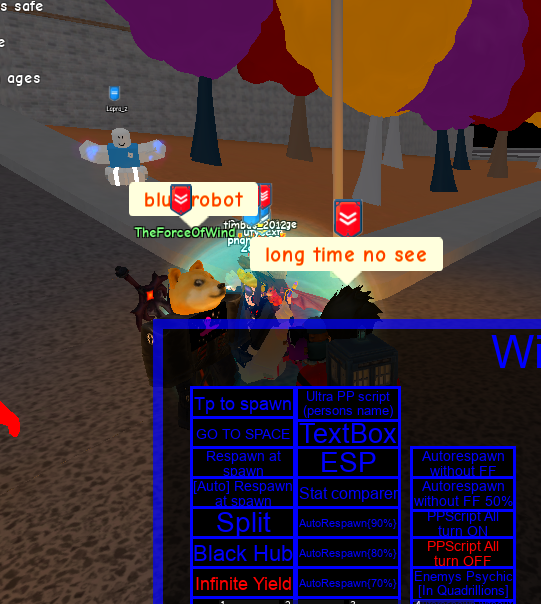 s safe
e
ages
Lapro_z
blu robot
TheForceOfWind
long time no see
Wi
Tp to spawn
Ultra PP script
(persons name)
GO TO SPACE
TextBox
Respawn at
spawn
ESP
Autorespawn
without FF
[Auto] Respawn
at spawn
Stat comparer
Autorespawn
without FF 50%
Split
AutoRespawn(90%)
PPScript All
turn ON
Black Hub
AutoRespawn(80%)
PPScript All
turn OFF
Infinite Yield
AutoRespawn(70%)
Enemys Psychic
[In Quadrillions]